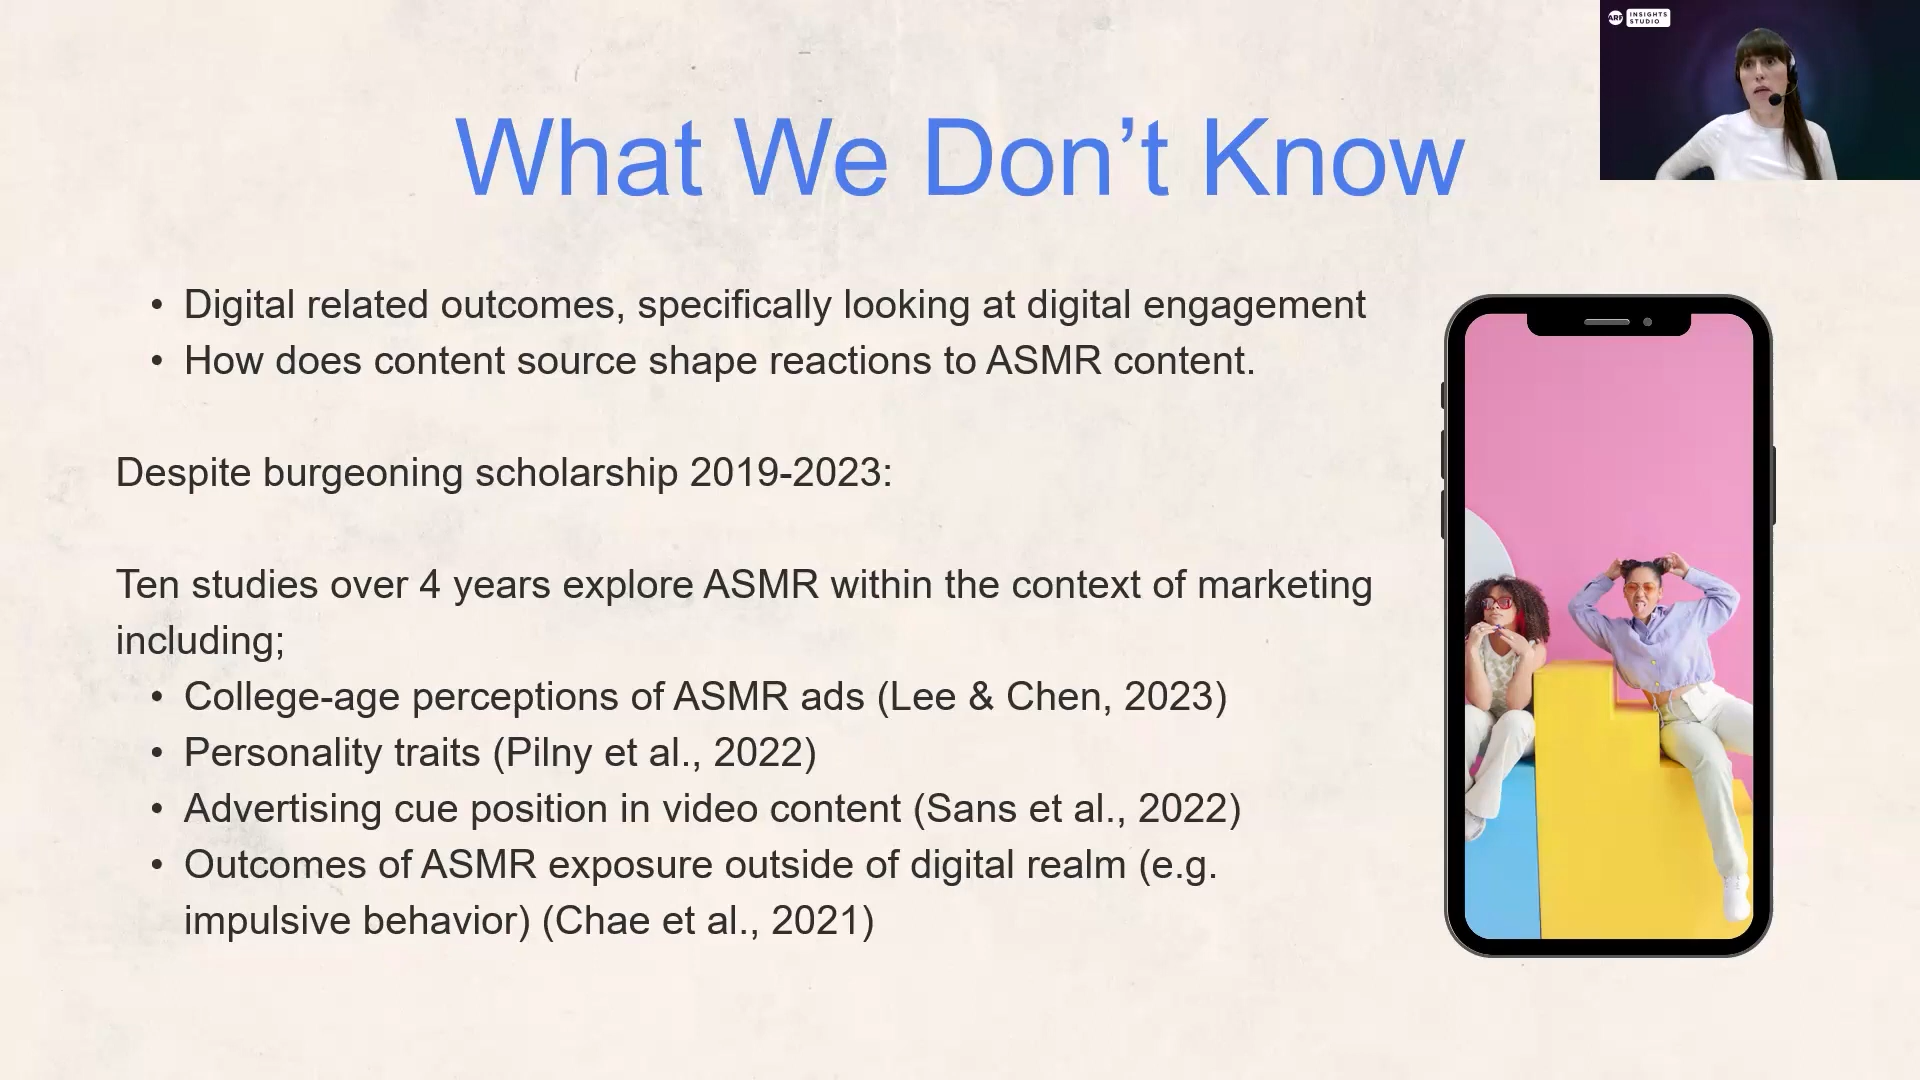 ARF INSIGHTS
STUDIO
What We Don’t Know
• Digital related outcomes, specifically looking at digital engagement
• How does content source shape reactions to ASMR content.
Despite burgeoning scholarship 2019-2023:
Ten studies over 4 years explore ASMR within the context of marketing
including;
• College-age perceptions of ASMR ads (Lee & Chen, 2023)
• Personality traits (Pilny et al., 2022)
• Advertising cue position in video content (Sans et al., 2022)
• Outcomes of ASMR exposure outside of digital realm (e.g.
impulsive behavior) (Chae et al., 2021)